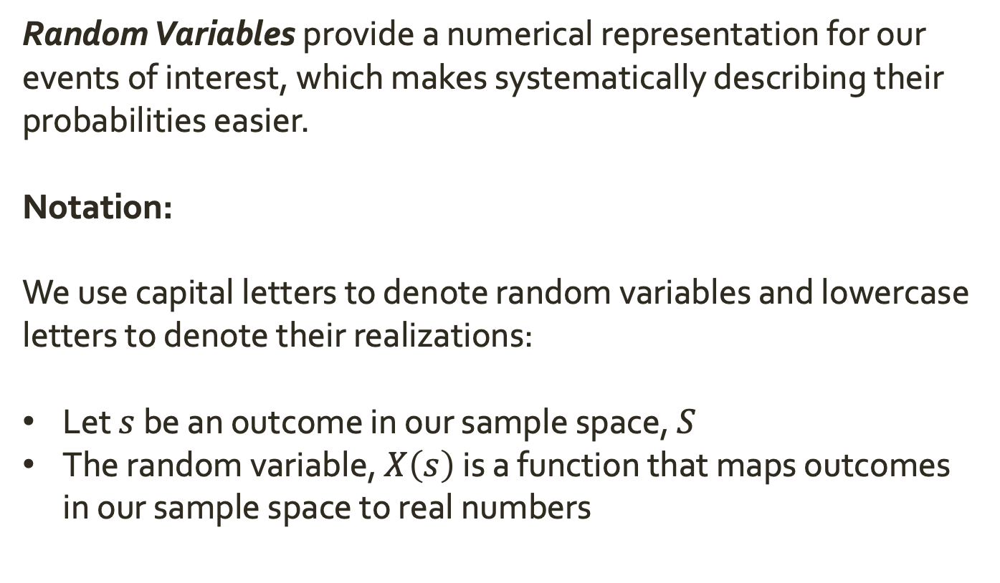 Random Variables provide a numerical representation for our
events of interest, which makes systematically describing their
probabilities easier.
Notation:
We use capital letters to denote random variables and lowercase
letters to denote their realizations:
• Let s be an outcome in our sample space, S
• The random variable, X(s) is a function that maps outcomes
in our sample space to real numbers